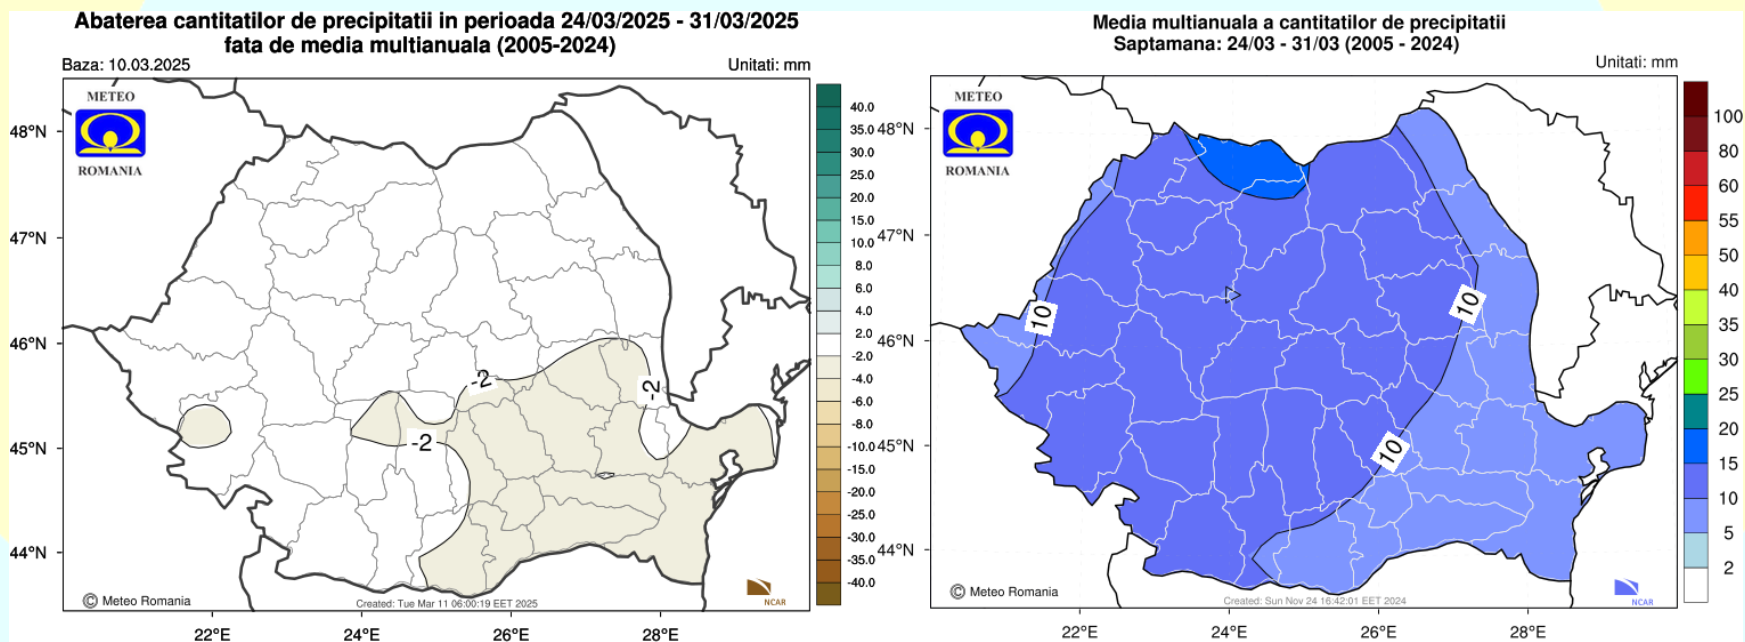 Abaterea cantitatilor de precipitatii in perioada 24/03/2025 - 31/03/2025
fata de media multianuala (2005-2024)
Baza: 10.03.2025
Unitati: mm
METEO
ROMANIA
48°N
47°N
46°N
45°N
44°N
22°E
24°E
26°E
28°E
-2
-2
-2
40.0
35.0
30.0
25.0
20.0
15.0
10.0
8.0
6.0
4.0
2.0
-2.0
-4.0
-6.0
-8.0
-10.0
-15.0
-20.0
-25.0
-30.0
-35.0
-40.0
© Meteo Romania
Created: Tue Mar 11 06:00:19 EET 2025
NCAR
Media multianuala a cantitatilor de precipitatii
Saptamana: 24/03 - 31/03 (2005 - 2024)
Unitati: mm
METEO
ROMANIA
48°N
47°N
46°N
45°N
44°N
22°E
24°E
26°E
28°E
10
10
10
100
80
60
55
50
40
35
30
25
20
15
10
5
2
© Meteo Romania
Created: Sun Nov 24 16:42:01 EET 2024
NCAR